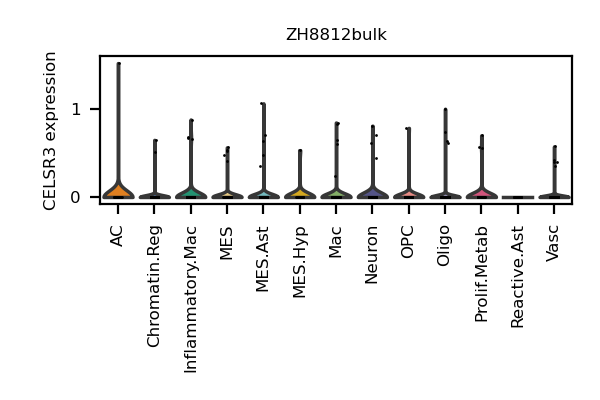 ZH8812bulk
CELSR3 expression
1
0
AC
Chromatin.Reg
Inflammatory.Mac
MES
MES.Ast
MES.Hyp
Mac
Neuron
OPC
Oligo
Prolif.Metab
Reactive.Ast
Vasc